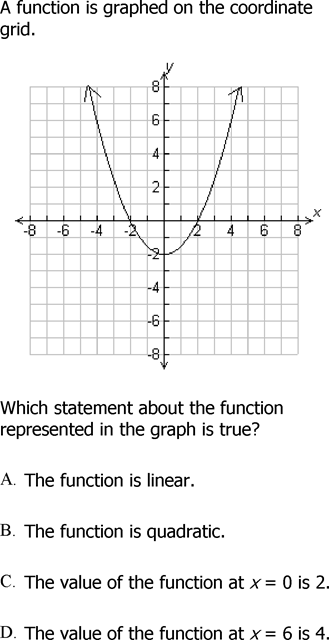 A function is graphed on the coordinate
grid.
y
8
6
4
2
-8 -6 -4 -2 2 4 6 8 x
-2
-4
-6
-8
Which statement about the function
represented in the graph is true?
A. The function is linear.
B. The function is quadratic.
C. The value of the function at x = 0 is 2.
D. The value of the function at x = 6 is 4.